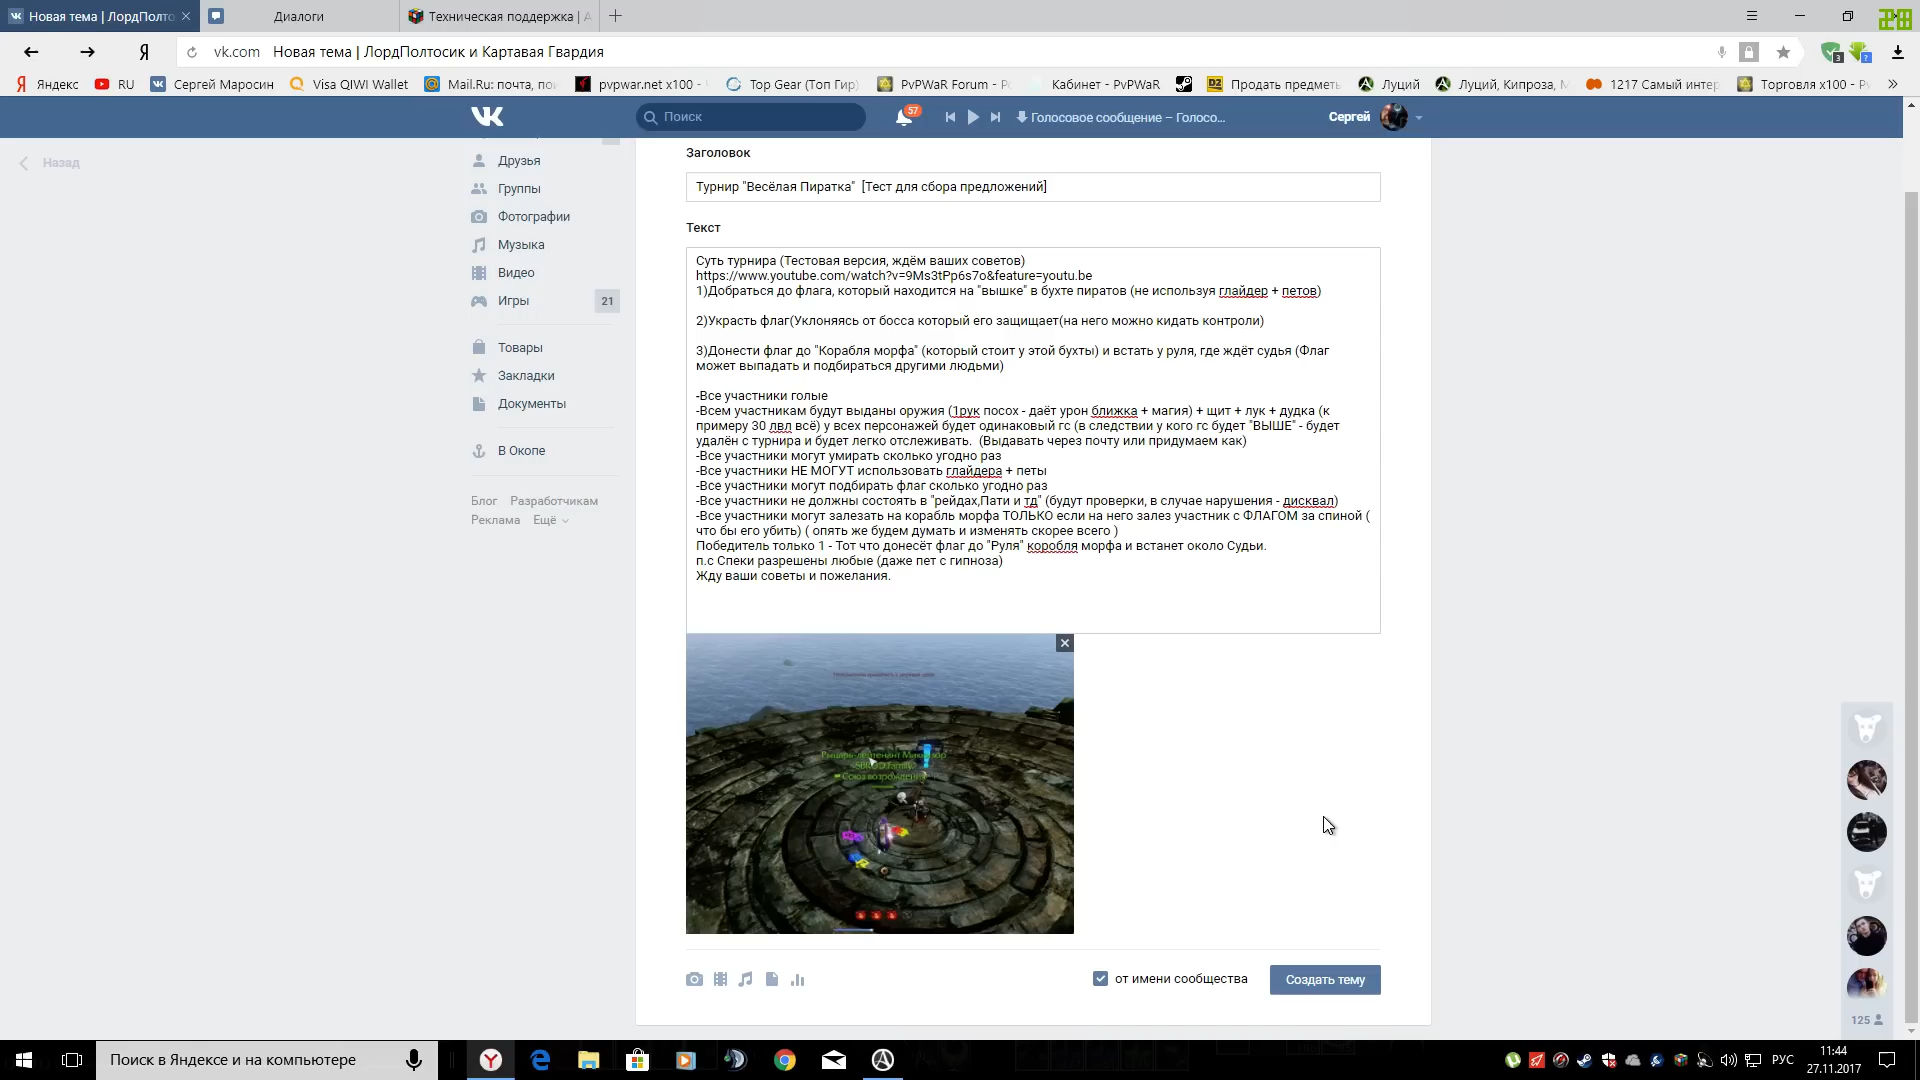 Новая тема | ЛордПолто
Диалоги
Техническая поддержка | A
28
vk.com Новая тема | ЛордПолтосик и Картавая Гвардия
3
?
Яндекс
RU
Сергей Маросин
Visa QIWI Wallet
Mail.Ru: почта, пои
pvpwar.net x100 -
Top Gear (Топ Гир)
PvPWaR Forum - P
Кабинет - PvPWaR
Продать предметы
Луций
Луций, Кипроза, М
1217 Самый интер
Торговля x100 - Pv
Назад
Поиск
57
Голосовое сообщение – Голосо...
Сергей
Друзья
Группы
Фотографии
Музыка
Видео
Игры 21
Товары
Закладки
Документы
В Окопе
Блог Разработчикам
Реклама Ещё
Заголовок
Турнир "Весёлая Пиратка" [Тест для сбора предложений]
Текст
Суть турнира (Тестовая версия, ждём ваших советов)
https://www.youtube.com/watch?v=9Ms3tPp6s7o&feature=youtu.be
1)Добраться до флага, который находится на "вышке" в бухте пиратов (не используя глайдер + петов)
2)Украсть флаг(Уклоняясь от босса который его защищает(на него можно кидать контроли)
3)Донести флаг до "Корабля морфа" (который стоит у этой бухты) и встать у руля, где ждёт судья (Флаг
может выпадать и подбираться другими людьми)
-Все участники голые
-Всем участникам будут выданы оружия (1рук посох - даёт урон ближка + магия) + щит + лук + дудка (к
примеру 30 лвл всё) у всех персонажей будет одинаковый гс (в следствии у кого гс будет "ВЫШЕ" - будет
удалён с турнира и будет легко отслеживать. (Выдавать через почту или придумаем как)
-Все участники могут умирать сколько угодно раз
-Все участники НЕ МОГУТ использовать глайдера + петы
-Все участники могут подбирать флаг сколько угодно раз
-Все участники не должны состоять в "рейдах,Пати и тд" (будут проверки, в случае нарушения - дисквал)
-Все участники могут залезать на корабль морфа ТОЛЬКО если на него залез участник с ФЛАГОМ за спиной (
что бы его убить) ( опять же будем думать и изменять скорее всего )
Победитель только 1 - Тот что донесёт флаг до "Руля" коробля морфа и встанет около Судьи.
п.с Спеки разрешены любые (даже пет с гипноза)
Жду ваши советы и пожелания.
Союз возрождения
от имени сообщества
Создать тему
125
Поиск в Яндексе и на компьютере
РУС
11:44
27.11.2017